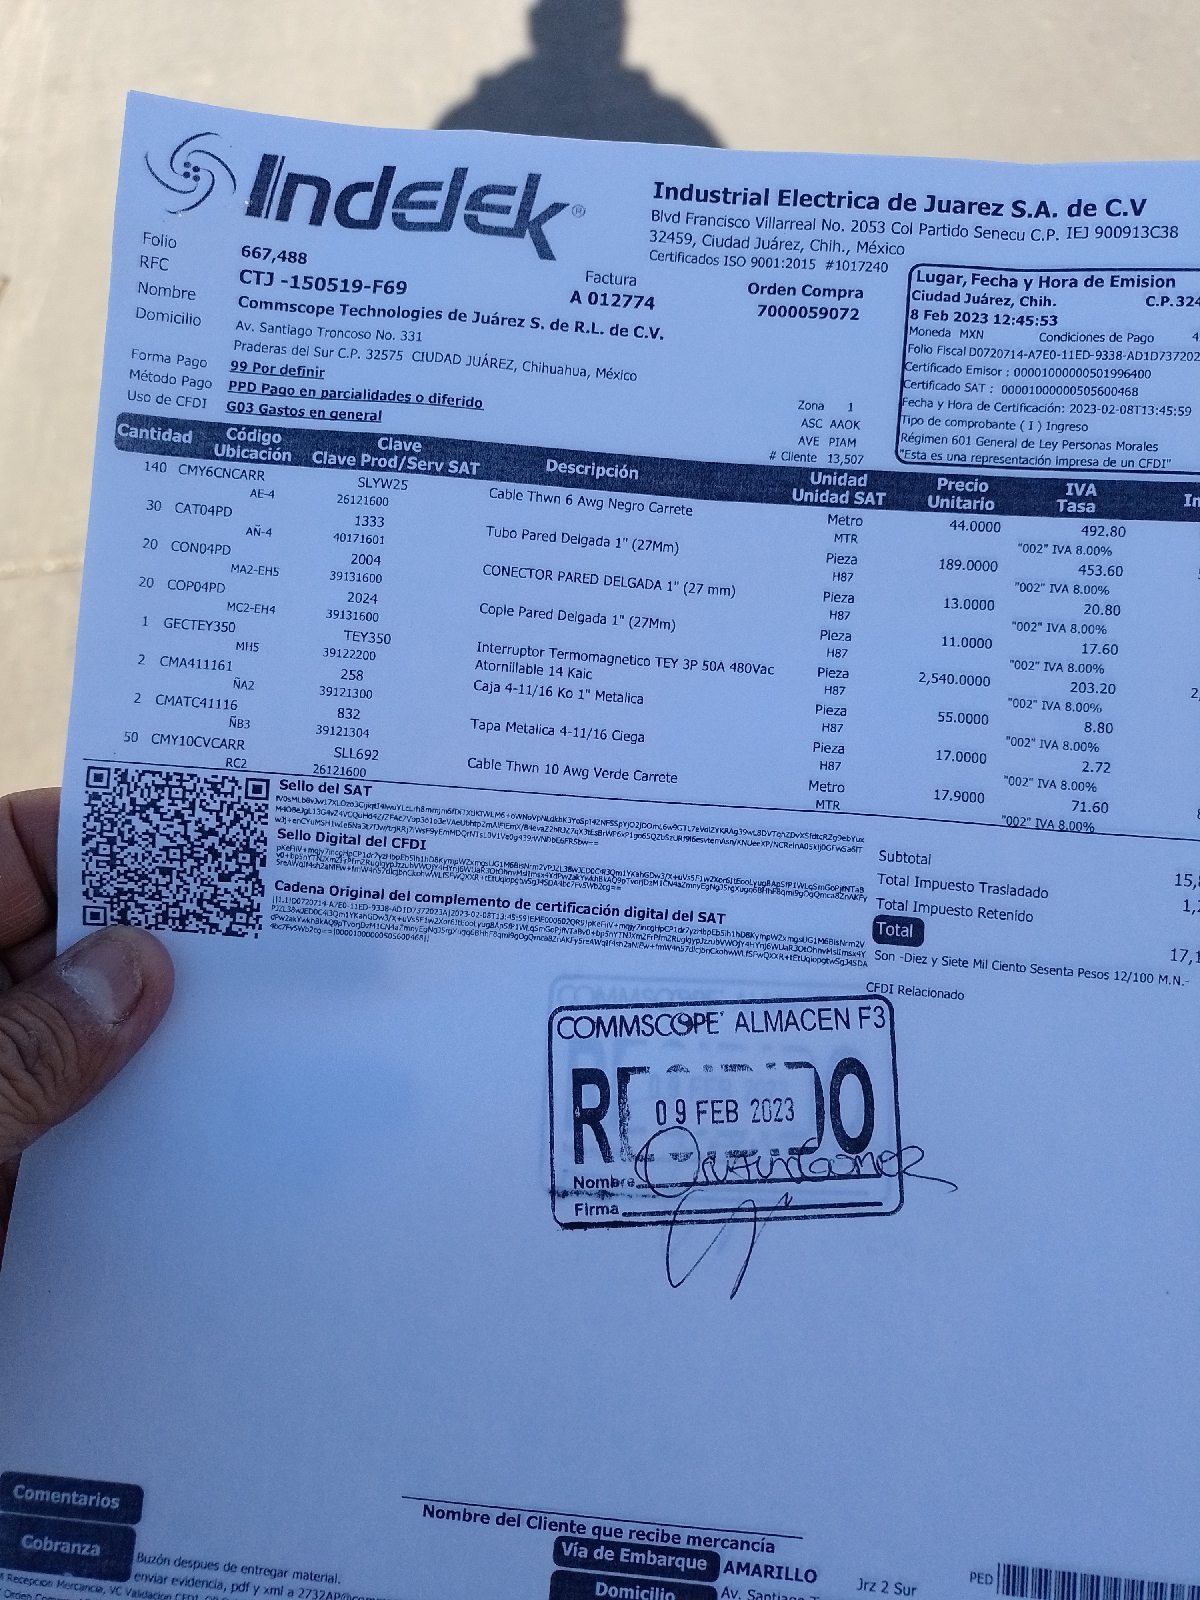 Indelek®
Industrial Electrica de Juarez S.A. de C.V
Blvd Francisco Villarreal No. 2053 Col Partido Senecu C.P. IEJ 900913C38
32459, Ciudad Juárez, Chih., México
Certificados ISO 9001:2015 #1017240
Folio 667,488
RFC CTJ -150519-F69
Nombre Commscope Technologies de Juárez S. de R.L. de C.V.
Domicilio Av. Santiago Troncoso No. 331
Praderas del Sur C.P. 32575 CIUDAD JUÁREZ, Chihuahua, México
Forma Pago 99 Por definir
Método Pago PPD Pago en parcialidades o diferido
Uso de CFDI G03 Gastos en general
Factura
A 012774
Orden Compra
7000059072
Lugar, Fecha y Hora de Emision
Ciudad Juárez, Chih. C.P.324
8 Feb 2023 12:45:53
Moneda MXN Condiciones de Pago 4
Folio Fiscal D0720714-A7E0-11ED-9338-AD1D737202
Certificado Emisor : 00001000000501996400
Certificado SAT : 00001000000505600468
Fecha y Hora de Certificación: 2023-02-08T13:45:59
Tipo de comprobante ( I ) Ingreso
Régimen 601 General de Ley Personas Morales
"Esta es una representación impresa de un CFDI"
Zona 1
ASC AAOK
AVE PIAM
# Cliente 13,507
Cantidad Código Clave Descripción Unidad Precio IVA
Ubicación Clave Prod/Serv SAT Unidad SAT Unitario Tasa
140 CMY6CNCARR SLYW25 Cable Thwn 6 Awg Negro Carrete Metro 44.0000 492.80
AE-4 26121600 MTR "002" IVA 8.00%
30 CAT04PD 1333 Tubo Pared Delgada 1" (27Mm) Pieza 189.0000 453.60
AÑ-4 40171601 H87 "002" IVA 8.00%
20 CON04PD 2004 CONECTOR PARED DELGADA 1" (27 mm) Pieza 13.0000 20.80
MA2-EH5 39131600 H87 "002" IVA 8.00%
20 COP04PD 2024 Cople Pared Delgada 1" (27Mm) Pieza 11.0000 17.60
MC2-EH4 39131600 H87 "002" IVA 8.00%
1 GECTEY350 TEY350 Interruptor Termomagnetico TEY 3P 50A 480Vac Pieza 2,540.0000 203.20
MH5 39122200 Atornillable 14 Kaic H87 "002" IVA 8.00%
2 CMA411161 258 Caja 4-11/16 Ko 1" Metalica Pieza 55.0000 8.80
ÑA2 39121300 H87 "002" IVA 8.00%
2 CMATC41116 832 Tapa Metalica 4-11/16 Ciega Pieza 17.0000 2.72
ÑB3 39121304 H87 "002" IVA 8.00%
50 CMY10CVCARR SLL692 Cable Thwn 10 Awg Verde Carrete Metro 17.9000 71.60
RC2 26121600 MTR "002" IVA 8.00%
Sello del SAT
Sello Digital del CFDI
Cadena Original del complemento de certificación digital del SAT
Subtotal 15,
Total Impuesto Trasladado 1,
Total Impuesto Retenido
Total 17,1
Son -Diez y Siete Mil Ciento Sesenta Pesos 12/100 M.N.-
CFDI Relacionado
COMMSCOPE ALMACEN F3
09 FEB 2023
Nombre
Firma
Nombre del Cliente que recibe mercancía
Comentarios
Cobranza
Buzón despues de entregar material.
enviar evidencia, pdf y xml a 2732AP@
Recepcion Mercancia, VC Validacion
Vía de Embarque AMARILLO
Domicilio Av. Santiago
Jrz 2 Sur
PED